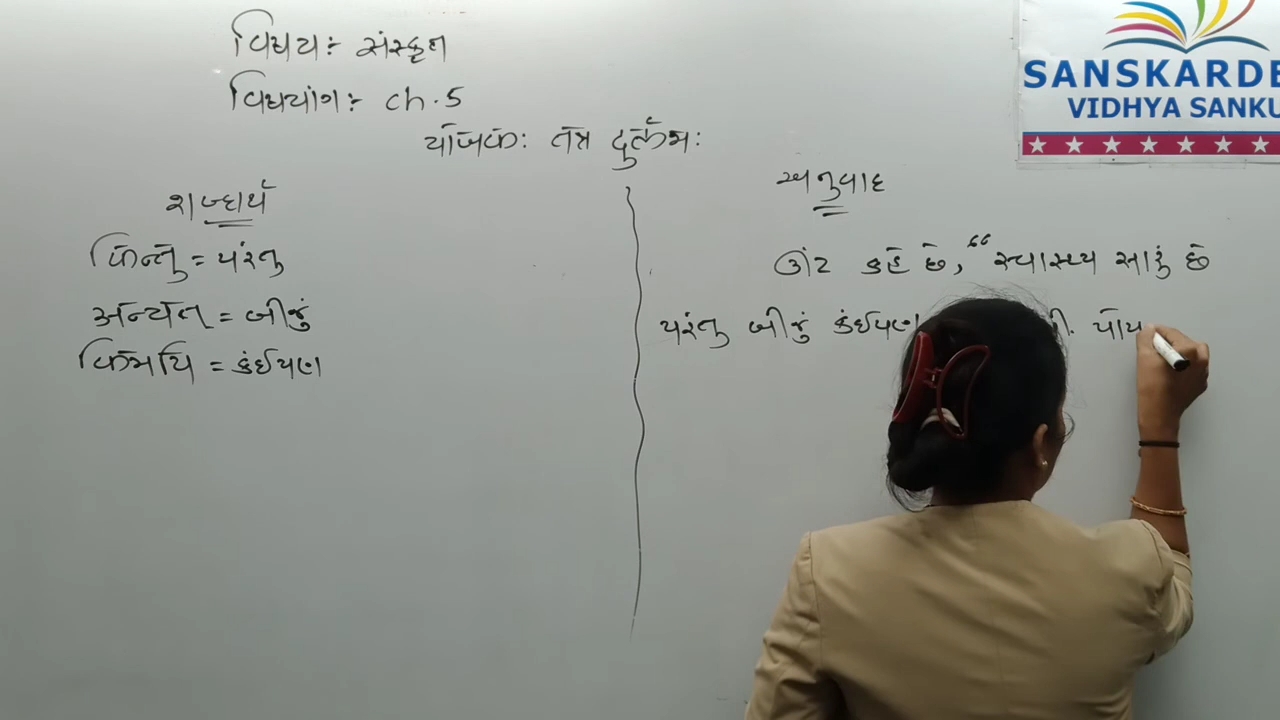 વિષય:- સંસ્કૃત
વિષયાંગ:- ch.5
યોજકઃ તત્ર દુર્લભઃ
SANSKARDE
VIDHYA SANKU
શબ્દાર્થ
કિન્તુ = પરંતુ
અન્યત્ = બીજું
કિમપિ = કંઈપણ
અનુવાદ
ઊંટ કહે છે, “સ્વાસ્થ્ય સારું છે
પરંતુ બીજું કંઈપણ